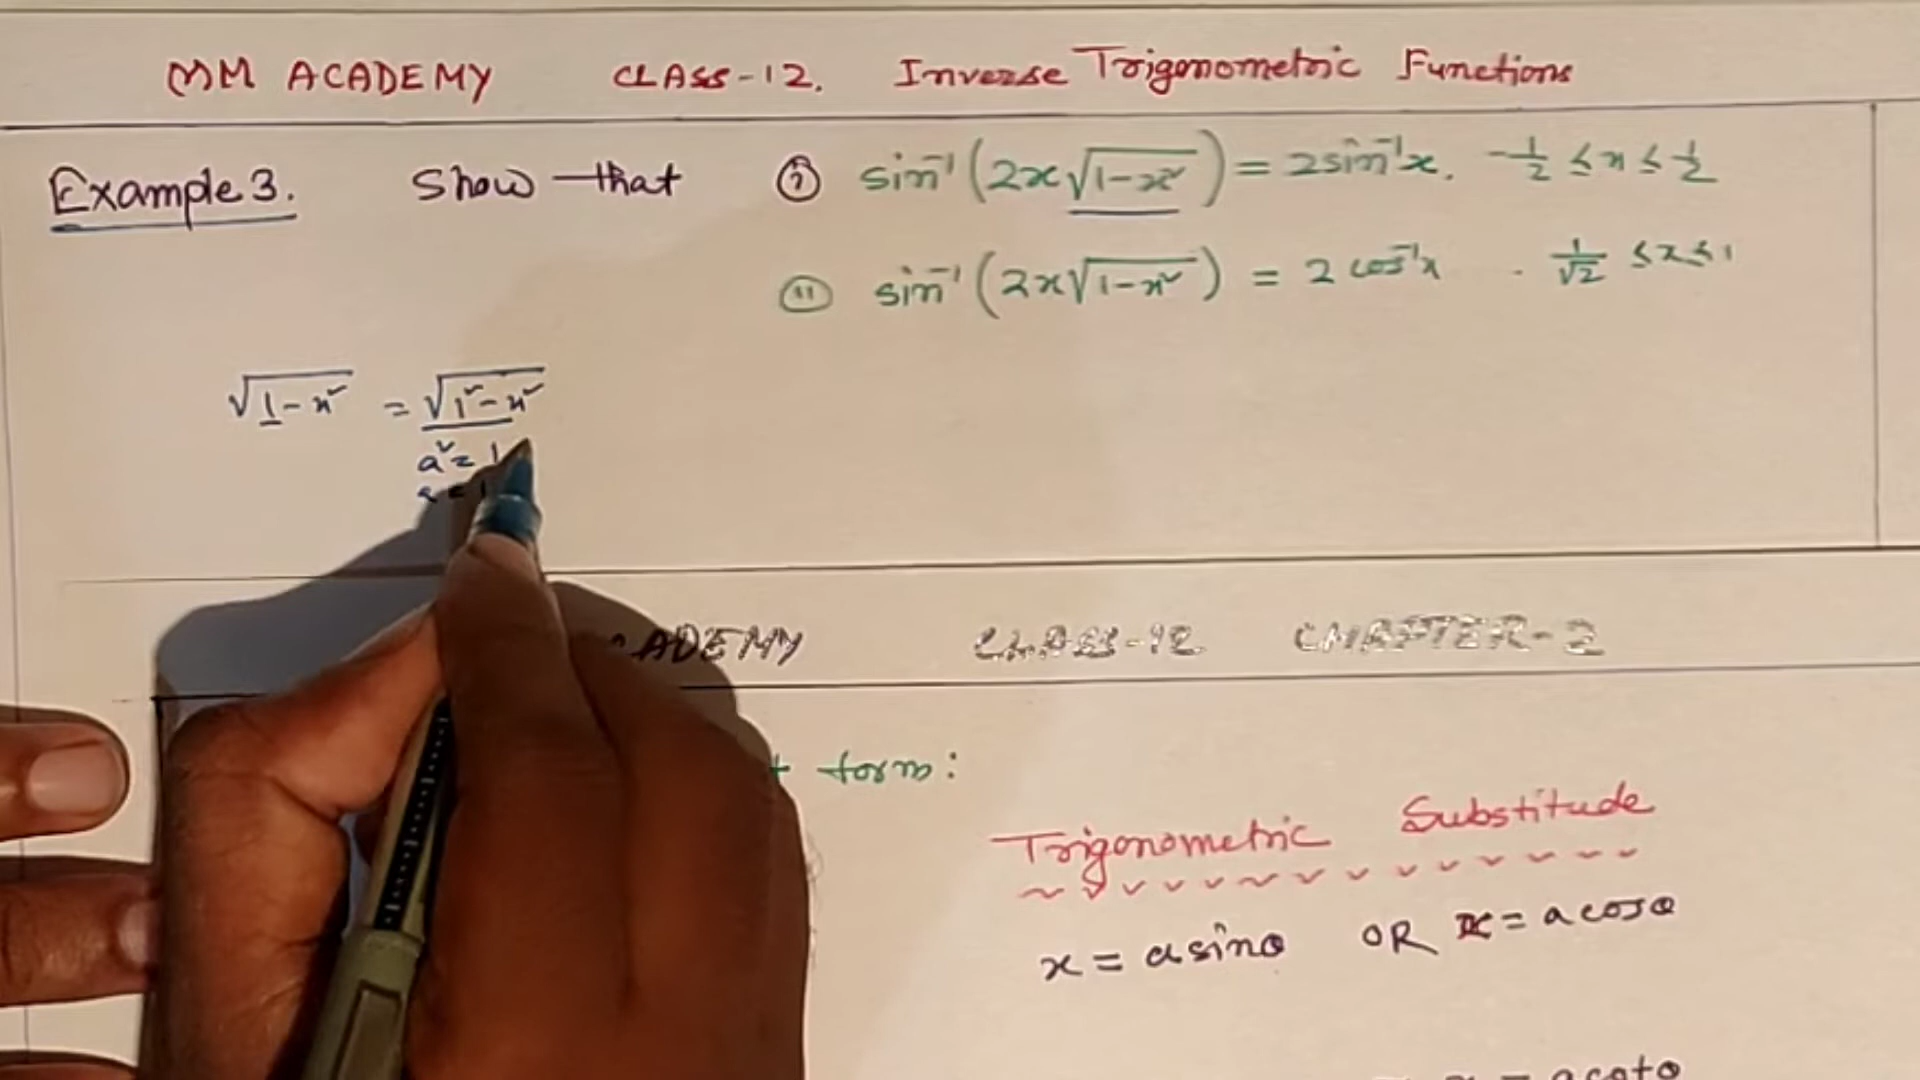 MM ACADEMY CLASS-12. Inverse Trigonometric Functions
Example 3. Show that (i) sin⁻¹(2x√(1-x²)) = 2sin⁻¹x. -1/2 ≤ x ≤ 1/2
(ii) sin⁻¹(2x√(1-x²)) = 2cos⁻¹x. 1/√2 ≤ x ≤ 1
√(1-x²) = √(1²-x²)
a² = 1
a = 1
CLASS-12 CHAPTER-2
form:
Trigonometric Substitude
x = a sinθ OR x = a cosθ
x = a cotθ